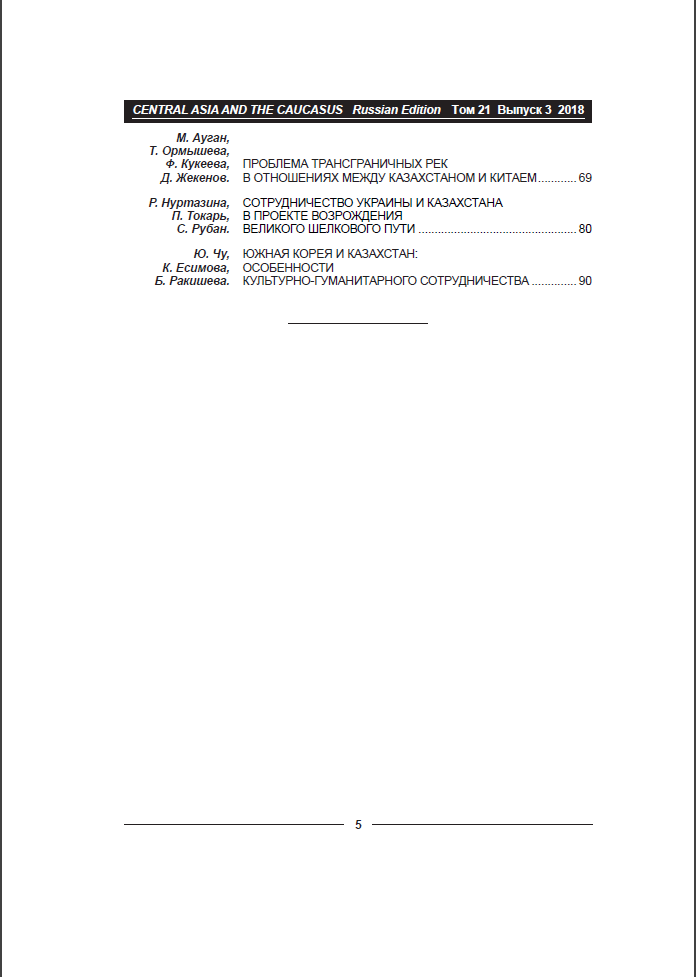 CENTRAL ASIA AND THE CAUCASUS Russian Edition Том 21 Выпуск 3 2018
М. Ауган,
Т. Ормышева,
Ф. Кукеева, ПРОБЛЕМА ТРАНСГРАНИЧНЫХ РЕК
Д. Жекенов. В ОТНОШЕНИЯХ МЕЖДУ КАЗАХСТАНОМ И КИТАЕМ............ 69
Р. Нуртазина, СОТРУДНИЧЕСТВО УКРАИНЫ И КАЗАХСТАНА
П. Токарь, В ПРОЕКТЕ ВОЗРОЖДЕНИЯ
С. Рубан. ВЕЛИКОГО ШЕЛКОВОГО ПУТИ ................................................. 80
Ю. Чу, ЮЖНАЯ КОРЕЯ И КАЗАХСТАН:
К. Есимова, ОСОБЕННОСТИ
Б. Ракишева. КУЛЬТУРНО-ГУМАНИТАРНОГО СОТРУДНИЧЕСТВА .............. 90
5